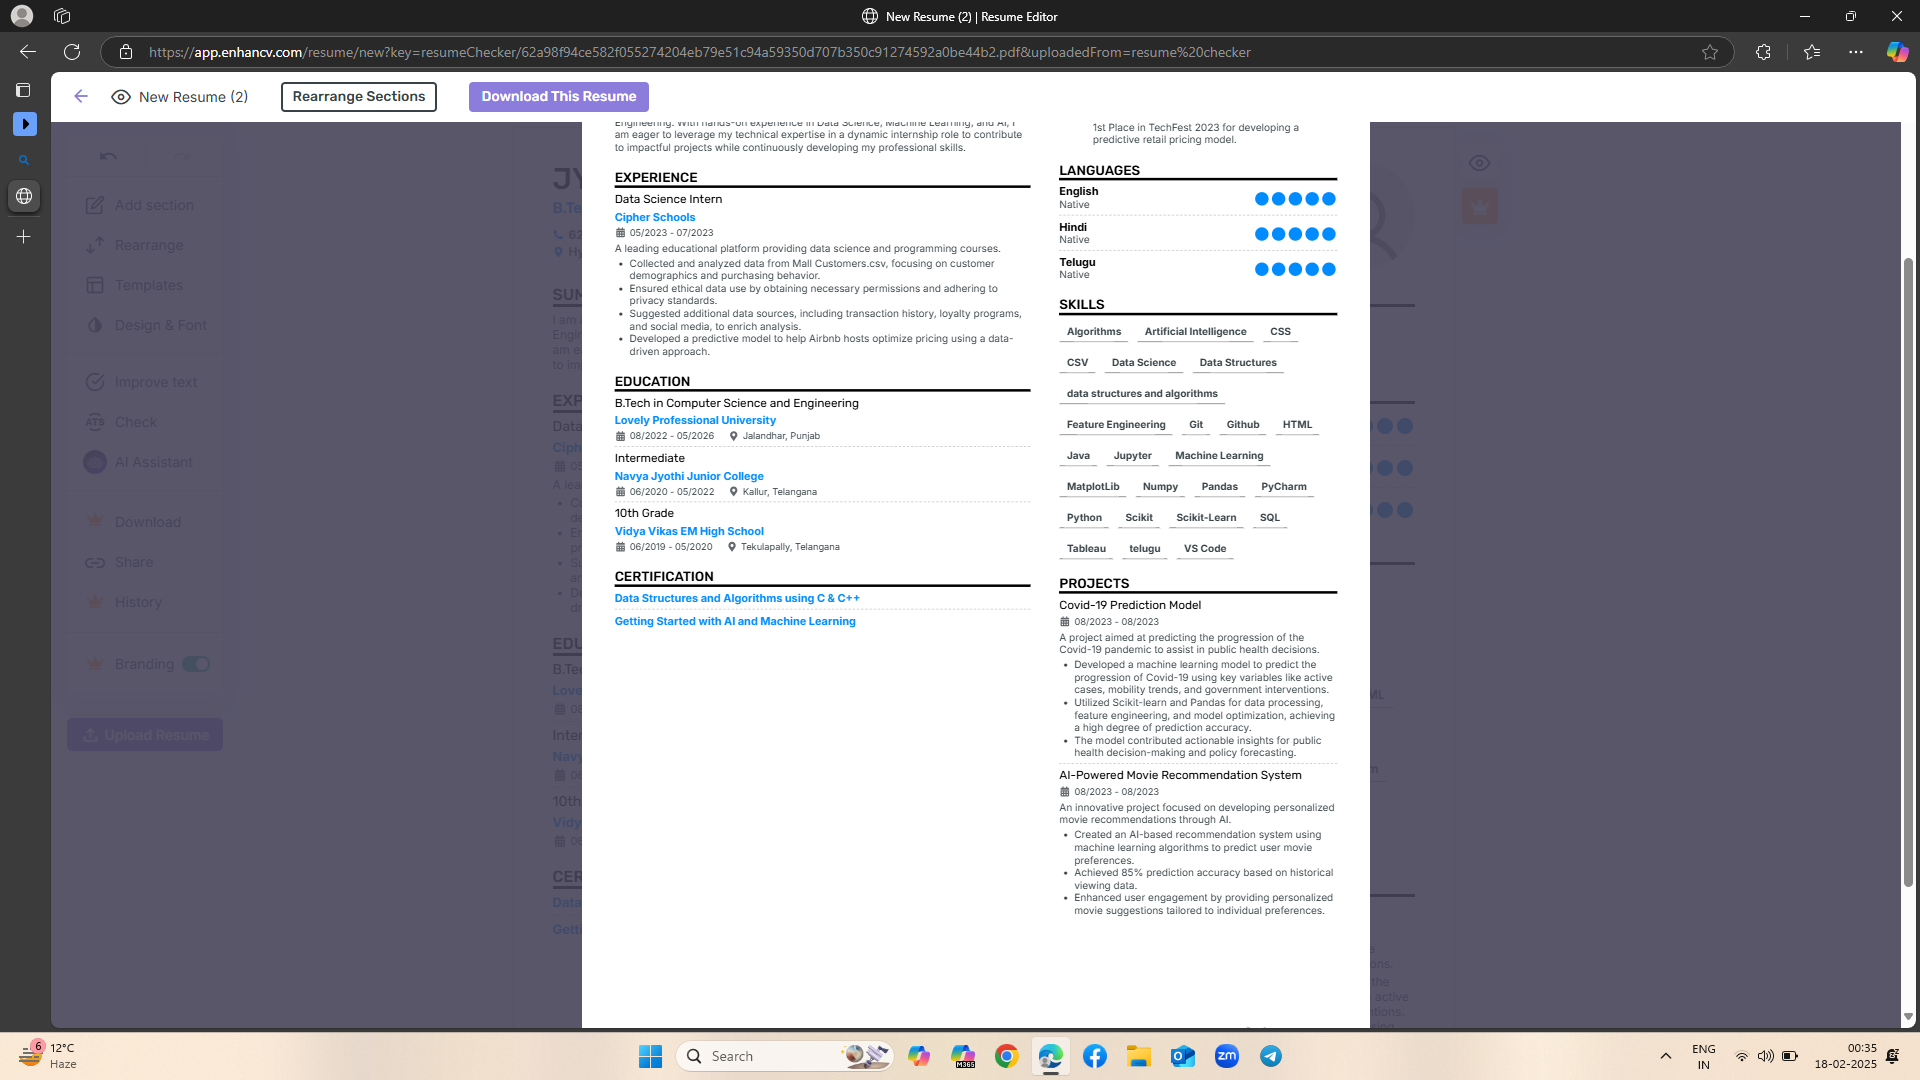 New Resume (2) | Resume Editor
https://app.enhancv.com/resume/new?key=resumeChecker/62a98f94ce582f055274204eb79e51c94a59350d707b350c91274592a0be44b2.pdf&uploadedFrom=resume%20checker
New Resume (2)
Rearrange Sections
Download This Resume
Add section
Rearrange
Templates
Design & Font
Improve text
Check
AI Assistant
Download
Share
History
Branding
Upload Resume
Engineering. With hands-on experience in Data Science, Machine Learning, and AI, I
am eager to leverage my technical expertise in a dynamic internship role to contribute
to impactful projects while continuously developing my professional skills.
EXPERIENCE
Data Science Intern
Cipher Schools
05/2023 - 07/2023
A leading educational platform providing data science and programming courses.
• Collected and analyzed data from Mall Customers.csv, focusing on customer
demographics and purchasing behavior.
• Ensured ethical data use by obtaining necessary permissions and adhering to
privacy standards.
• Suggested additional data sources, including transaction history, loyalty programs,
and social media, to enrich analysis.
• Developed a predictive model to help Airbnb hosts optimize pricing using a data-
driven approach.
EDUCATION
B.Tech in Computer Science and Engineering
Lovely Professional University
08/2022 - 05/2026 Jalandhar, Punjab
Intermediate
Navya Jyothi Junior College
06/2020 - 05/2022 Kallur, Telangana
10th Grade
Vidya Vikas EM High School
06/2019 - 05/2020 Tekulapally, Telangana
CERTIFICATION
Data Structures and Algorithms using C & C++
Getting Started with AI and Machine Learning
1st Place in TechFest 2023 for developing a
predictive retail pricing model.
LANGUAGES
English
Native
Hindi
Native
Telugu
Native
SKILLS
Algorithms Artificial Intelligence CSS
CSV Data Science Data Structures
data structures and algorithms
Feature Engineering Git Github HTML
Java Jupyter Machine Learning
MatplotLib Numpy Pandas PyCharm
Python Scikit Scikit-Learn SQL
Tableau telugu VS Code
PROJECTS
Covid-19 Prediction Model
08/2023 - 08/2023
A project aimed at predicting the progression of the
Covid-19 pandemic to assist in public health decisions.
• Developed a machine learning model to predict the
progression of Covid-19 using key variables like active
cases, mobility trends, and government interventions.
• Utilized Scikit-learn and Pandas for data processing,
feature engineering, and model optimization, achieving
a high degree of prediction accuracy.
• The model contributed actionable insights for public
health decision-making and policy forecasting.
AI-Powered Movie Recommendation System
08/2023 - 08/2023
An innovative project focused on developing personalized
movie recommendations through AI.
• Created an AI-based recommendation system using
machine learning algorithms to predict user movie
preferences.
• Achieved 85% prediction accuracy based on historical
viewing data.
• Enhanced user engagement by providing personalized
movie suggestions tailored to individual preferences.
6
12°C
Haze
Search
M365
zm
ENG
IN
00:35
18-02-2025